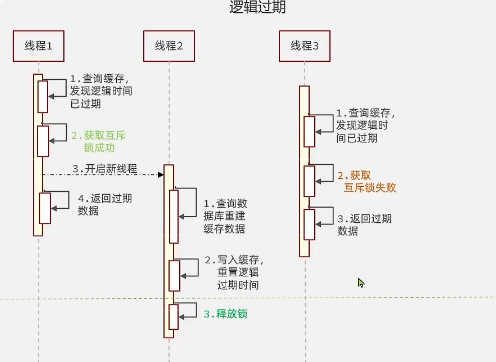 逻辑过期
线程1
线程2
线程3
1.查询缓存，
发现逻辑时间
已过期
2.获取互斥
锁成功
3.开启新线程
4.返回过期
数据
1.查询数
据库重建
缓存数据
2.写入缓存，
重置逻辑
过期时间
3.释放锁
1.查询缓存，
发现逻辑时
间已过期
2.获取
互斥锁失败
3.返回过期
数据